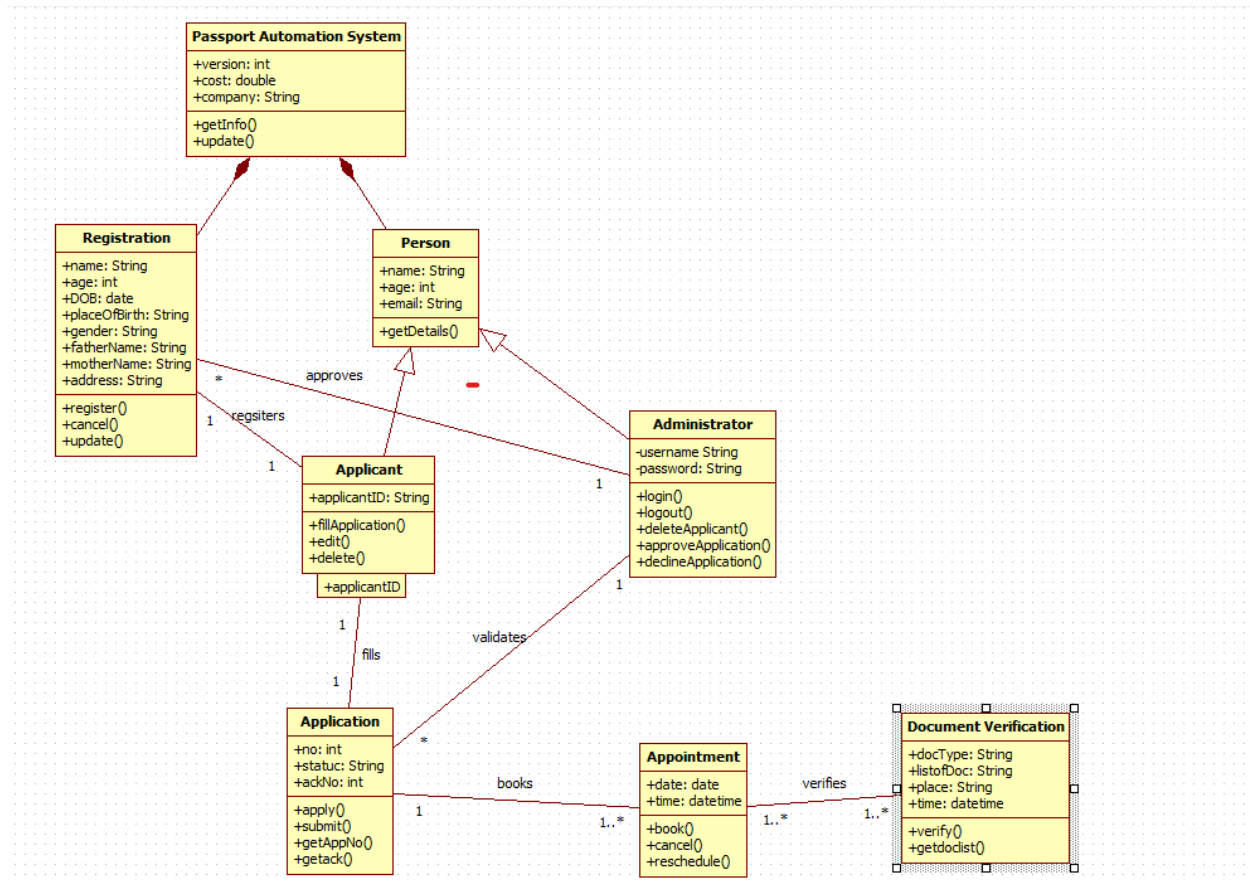 Passport Automation System
+version: int
+cost: double
+company: String
+getInfo()
+update()
Registration
+name: String
+age: int
+DOB: date
+placeOfBirth: String
+gender: String
+fatherName: String
+motherName: String
+address: String
+register()
+cancel()
+update()
Person
+name: String
+age: int
+email: String
+getDetails()
approves
*
1
regsiters
1
1
Applicant
+applicantID: String
+fillApplication()
+edit()
+delete()
+applicantID
Administrator
-username String
-password: String
+login()
+logout()
+deleteApplicant()
+approveApplication()
+declineApplication()
1
fills
1
1
validates
*
Application
+no: int
+statuc: String
+ackNo: int
+apply()
+submit()
+getAppNo()
+getack()
books
1
1..*
Appointment
+date: date
+time: datetime
+book()
+cancel()
+reschedule()
verifies
1..*
1..*
Document Verification
+docType: String
+listofDoc: String
+place: String
+time: datetime
+verify()
+getdoclist()